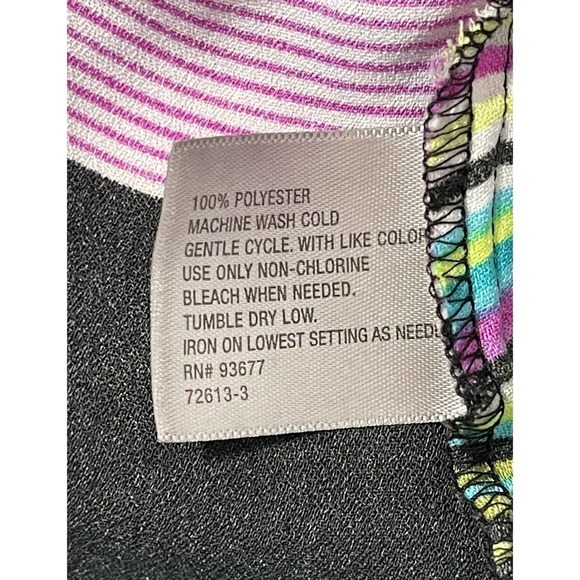 100% POLYESTER
MACHINE WASH COLD
GENTLE CYCLE. WITH LIKE COLOR
USE ONLY NON-CHLORINE
BLEACH WHEN NEEDED.
TUMBLE DRY LOW.
IRON ON LOWEST SETTING AS NEED
RN# 93677
72613-3